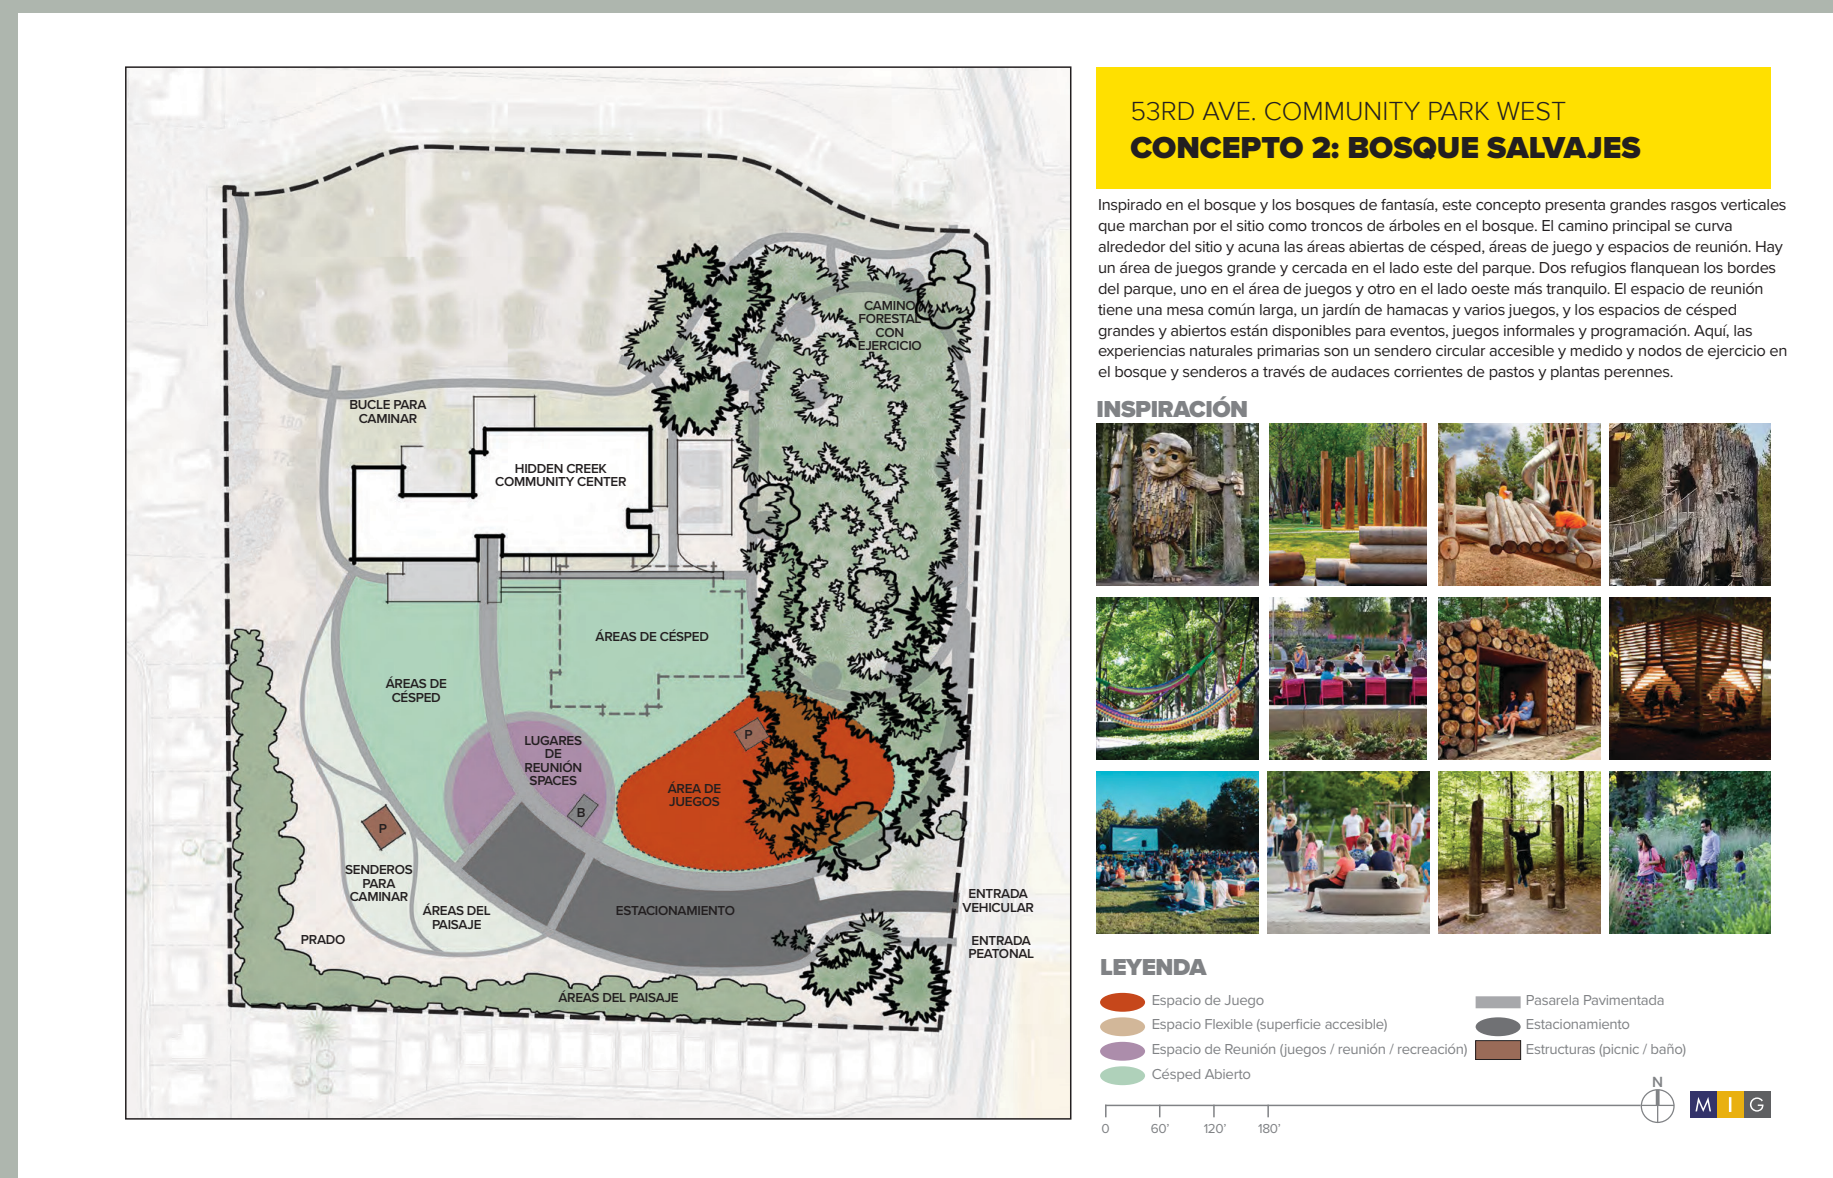 53RD AVE. COMMUNITY PARK WEST
CONCEPTO 2: BOSQUE SALVAJES
Inspirado en el bosque y los bosques de fantasía, este concepto presenta grandes rasgos verticales
que marchan por el sitio como troncos de árboles en el bosque. El camino principal se curva
alrededor del sitio y acuna las áreas abiertas de césped, áreas de juego y espacios de reunión. Hay
un área de juegos grande y cercada en el lado este del parque. Dos refugios flanquean los bordes
del parque, uno en el área de juegos y otro en el lado oeste más tranquilo. El espacio de reunión
tiene una mesa común larga, un jardín de hamacas y varios juegos, y los espacios de césped
grandes y abiertos están disponibles para eventos, juegos informales y programación. Aquí, las
experiencias naturales primarias son un sendero circular accesible y medido y nodos de ejercicio en
el bosque y senderos a través de audaces corrientes de pastos y plantas perennes.
INSPIRACIÓN
CAMINO
FORESTAL
CON
EJERCICIO
BUCLE PARA
CAMINAR
HIDDEN CREEK
COMMUNITY CENTER
ÁREAS DE CÉSPED
ÁREAS DE
CÉSPED
LUGARES
DE
REUNIÓN
SPACES
P
ÁREA DE
JUEGOS
B
P
SENDEROS
PARA
CAMINAR
ÁREAS DEL
PAISAJE
ESTACIONAMIENTO
ENTRADA
VEHICULAR
PRADO
ENTRADA
PEATONAL
ÁREAS DEL PAISAJE
LEYENDA
Espacio de Juego
Espacio Flexible (superficie accesible)
Espacio de Reunión (juegos / reunión / recreación)
Césped Abierto
Pasarela Pavimentada
Estacionamiento
Estructuras (picnic / baño)
N
0 60' 120' 180'
M I G